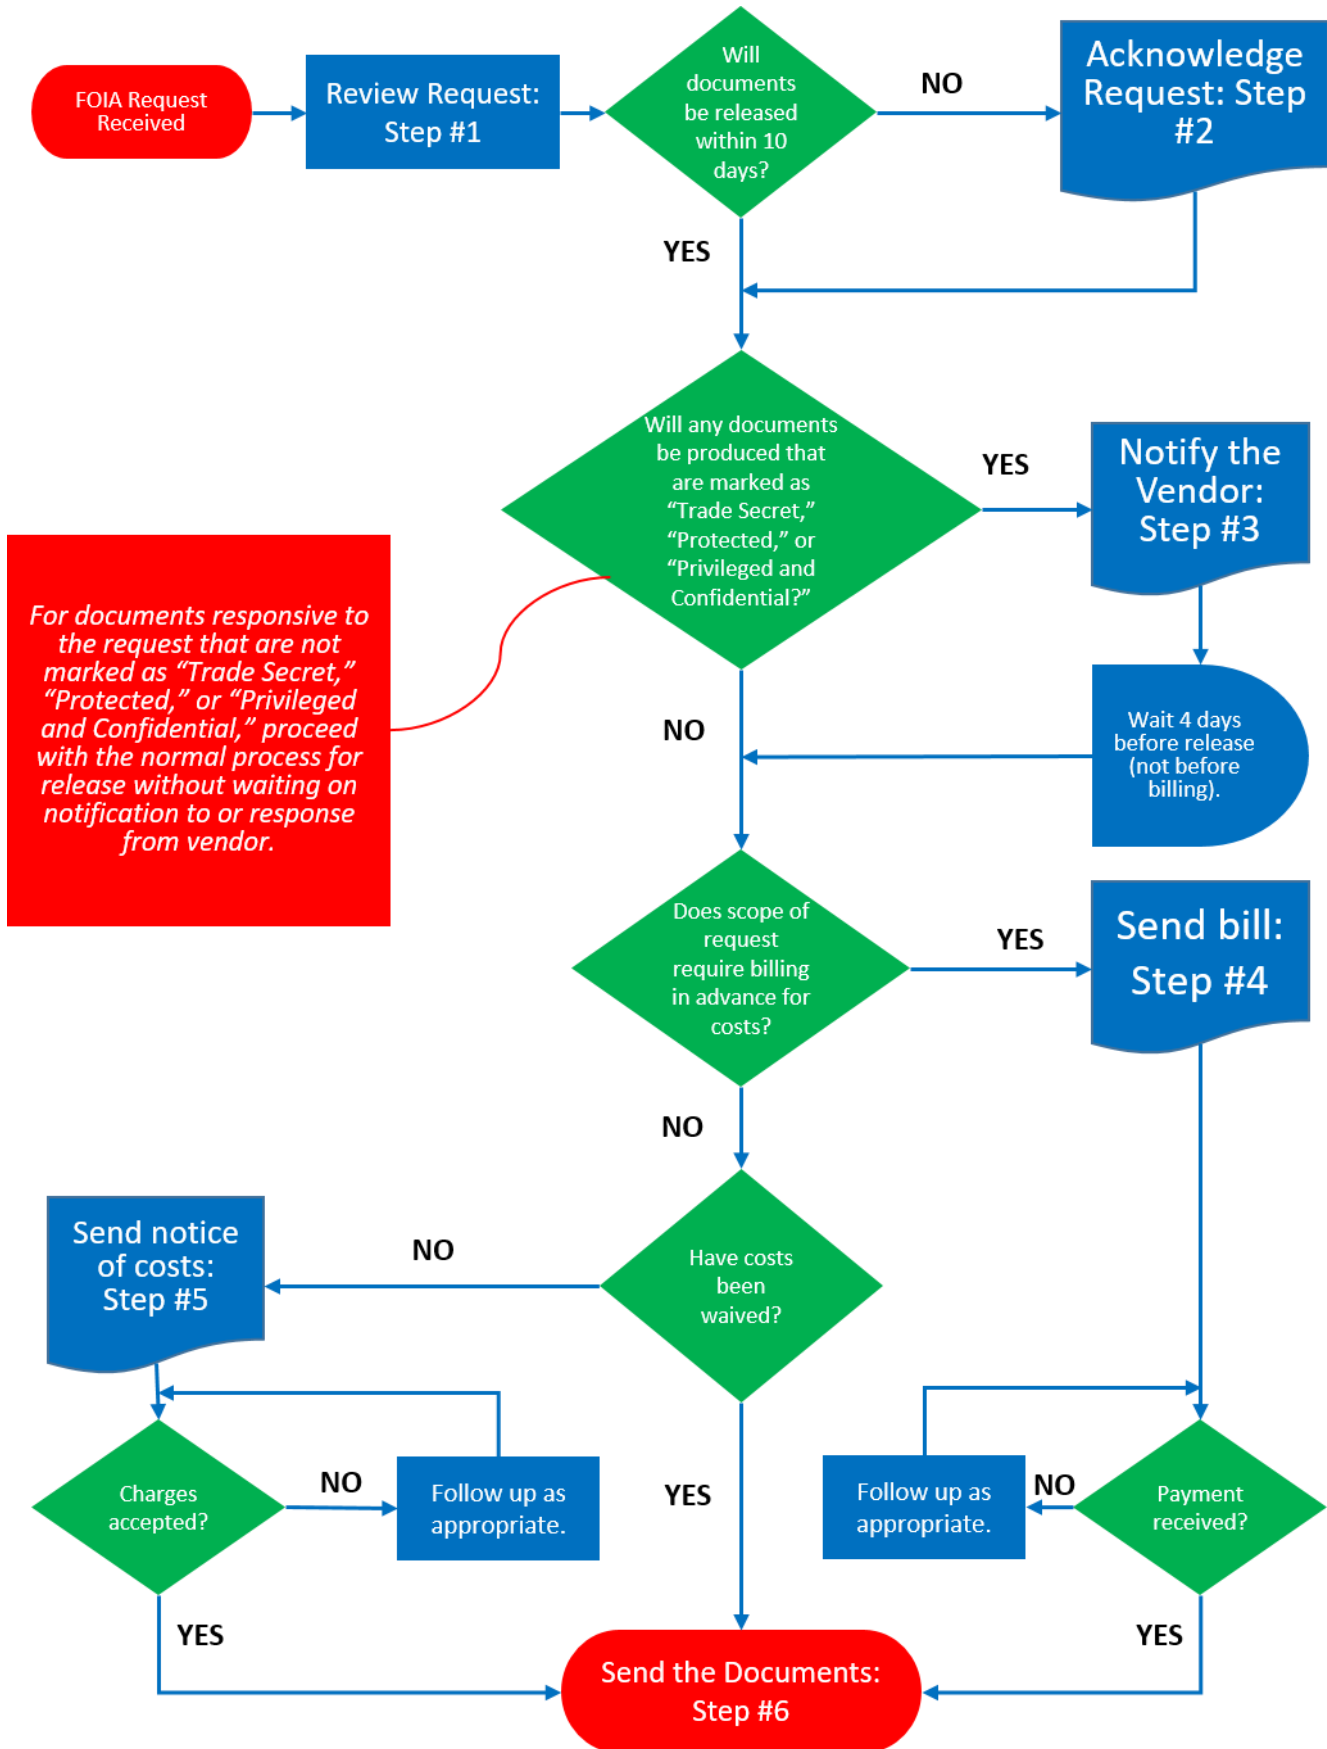 FOIA Request
Received
Review Request:
Step #1
Will
documents
be released
within 10
days?
NO
Acknowledge
Request: Step
#2
YES
Will any documents
be produced that
are marked as
“Trade Secret,”
“Protected,” or
“Privileged and
Confidential?”
YES
Notify the
Vendor:
Step #3
For documents responsive to
the request that are not
marked as “Trade Secret,”
“Protected,” or “Privileged
and Confidential,” proceed
with the normal process for
release without waiting on
notification to or response
from vendor.
NO
Wait 4 days
before release
(not before
billing).
Does scope of
request
require billing
in advance for
costs?
YES
Send bill:
Step #4
NO
Have costs
been
waived?
NO
Send notice
of costs:
Step #5
Charges
accepted?
NO
Follow up as
appropriate.
YES
Follow up as
appropriate.
NO
Payment
received?
YES
YES
Send the Documents:
Step #6